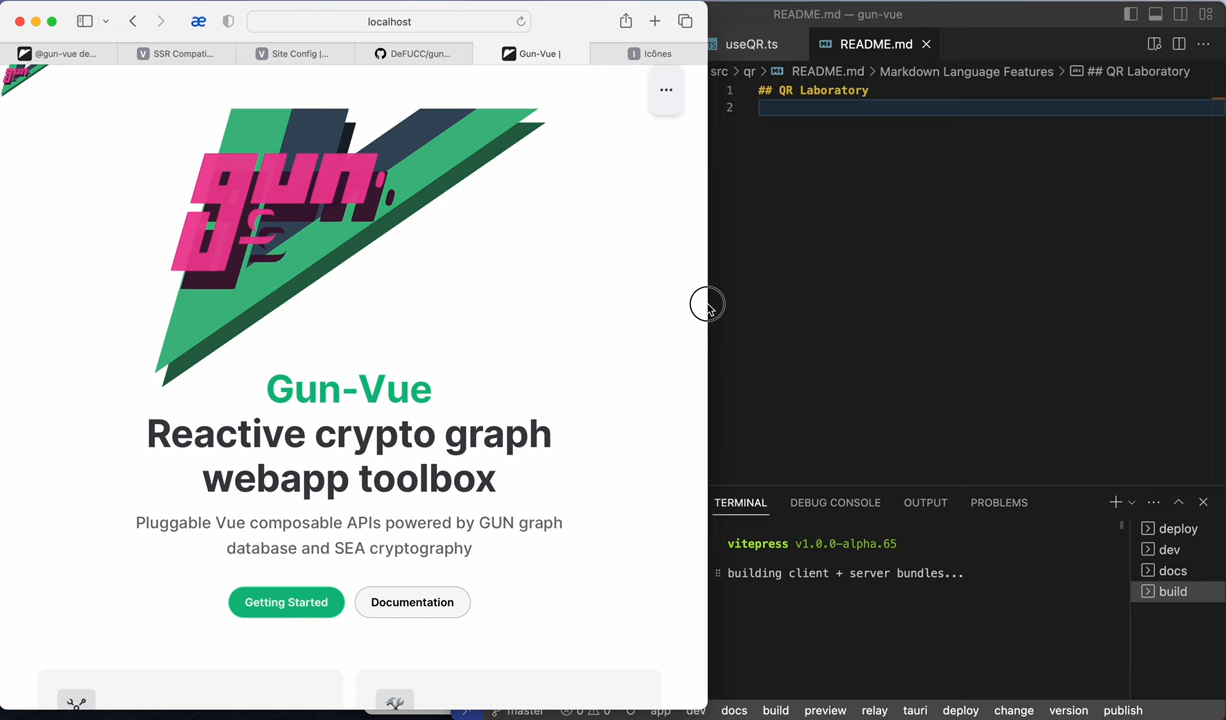 localhost
@gun-vue de...
SSR Compati...
Site Config |...
DeFUCC/gun...
Gun-Vue |
Icônes
gun
gun
Gun-Vue
Reactive crypto graph
webapp toolbox
Pluggable Vue composable APIs powered by GUN graph
database and SEA cryptography
Getting Started
Documentation
README.md — gun-vue
useQR.ts
README.md
src > qr > README.md > Markdown Language Features > ## QR Laboratory
1 ## QR Laboratory
2
TERMINAL DEBUG CONSOLE OUTPUT PROBLEMS
vitepress v1.0.0-alpha.65
building client + server bundles...
deploy
dev
docs
build
master 0 0 app dev docs build preview relay tauri deploy change version publish